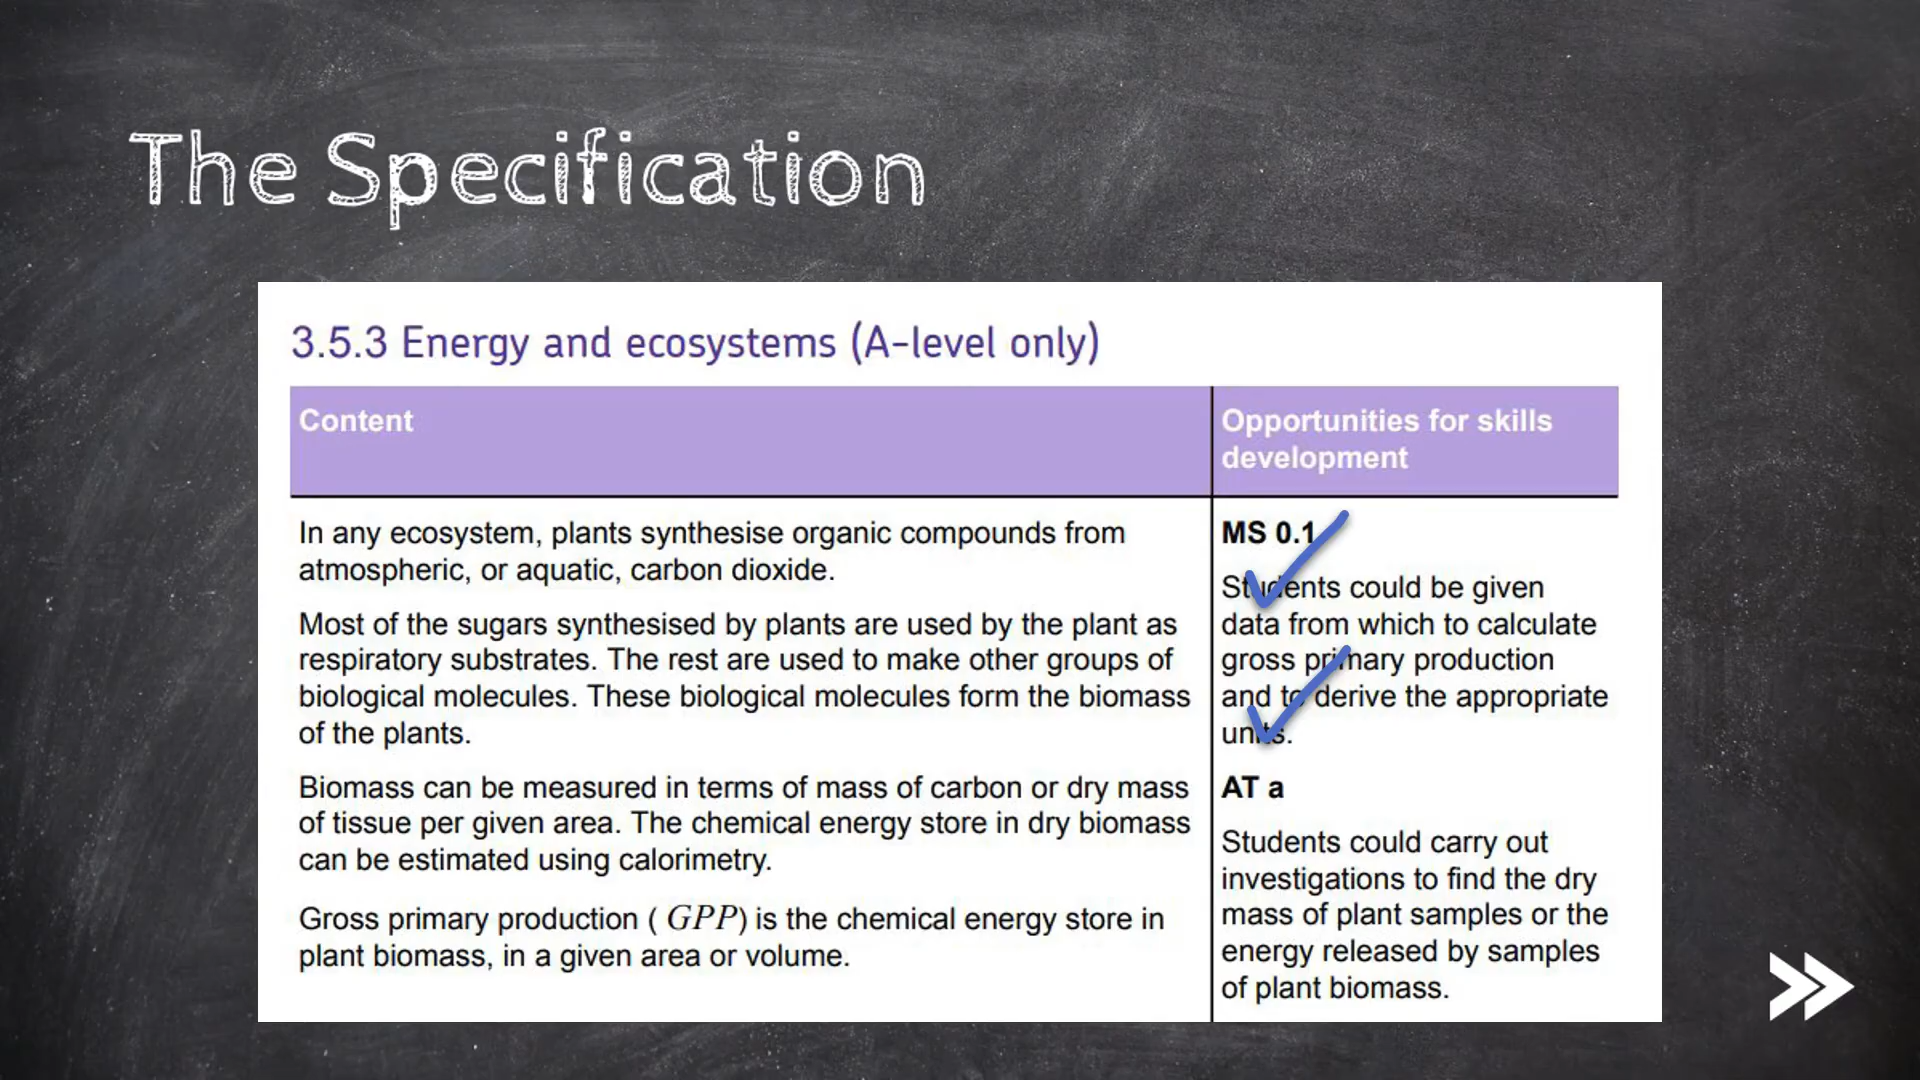 The Specification
3.5.3 Energy and ecosystems (A-level only)
Content
Opportunities for skills
development
In any ecosystem, plants synthesise organic compounds from
atmospheric, or aquatic, carbon dioxide.
Most of the sugars synthesised by plants are used by the plant as
respiratory substrates. The rest are used to make other groups of
biological molecules. These biological molecules form the biomass
of the plants.
Biomass can be measured in terms of mass of carbon or dry mass
of tissue per given area. The chemical energy store in dry biomass
can be estimated using calorimetry.
Gross primary production ( GPP) is the chemical energy store in
plant biomass, in a given area or volume.
MS 0.1
Students could be given
data from which to calculate
gross primary production
and to derive the appropriate
units.
AT a
Students could carry out
investigations to find the dry
mass of plant samples or the
energy released by samples
of plant biomass.